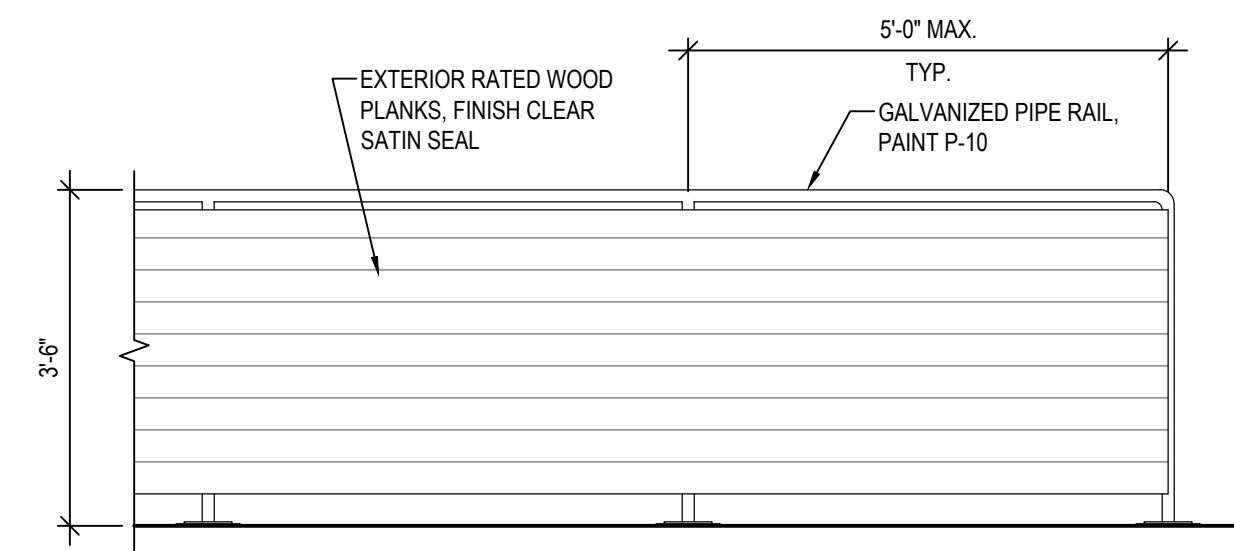 5'-0" MAX.
TYP.
EXTERIOR RATED WOOD
PLANKS, FINISH CLEAR
SATIN SEAL
GALVANIZED PIPE RAIL,
PAINT P-10
3'-6"